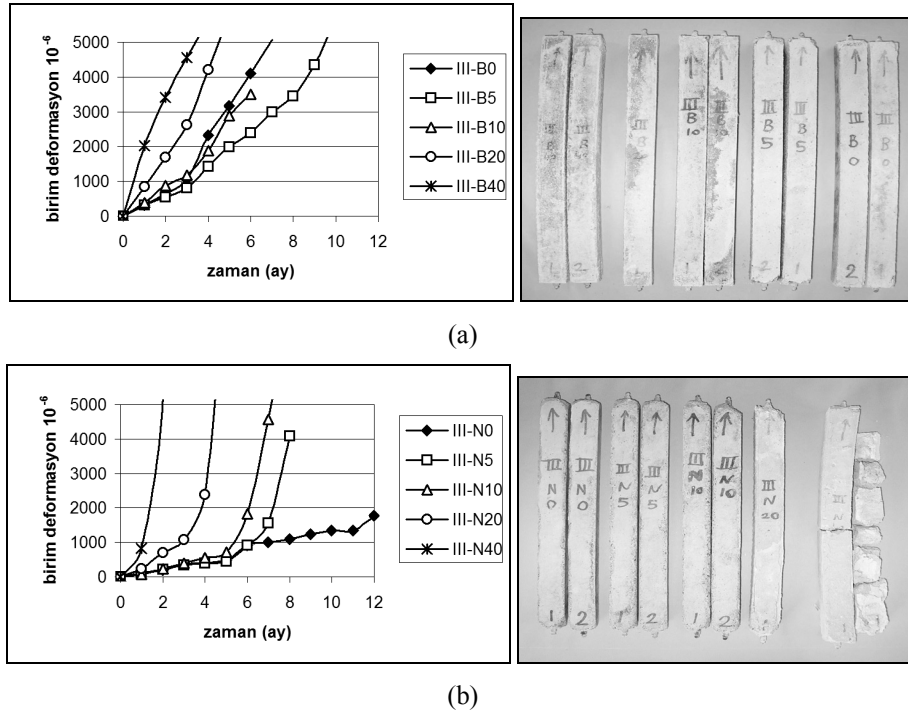 birim deformasyon 10-6
5000
4000
3000
2000
1000
0
0 2 4 6 8 10 12
zaman (ay)
III-B0
III-B5
III-B10
III-B20
III-B40
III B 10
III B 5
III B 5
III B 0
III B 0
1 2 1 1 2 2 1 2
(a)
birim deformasyon 10-6
5000
4000
3000
2000
1000
0
0 2 4 6 8 10 12
zaman (ay)
III-N0
III-N5
III-N10
III-N20
III-N40
III N 0
III N 0
III N 5
III N 5
III N 10
III N 10
III N 20
III N
1 2 1 2 1 2 1 1
(b)